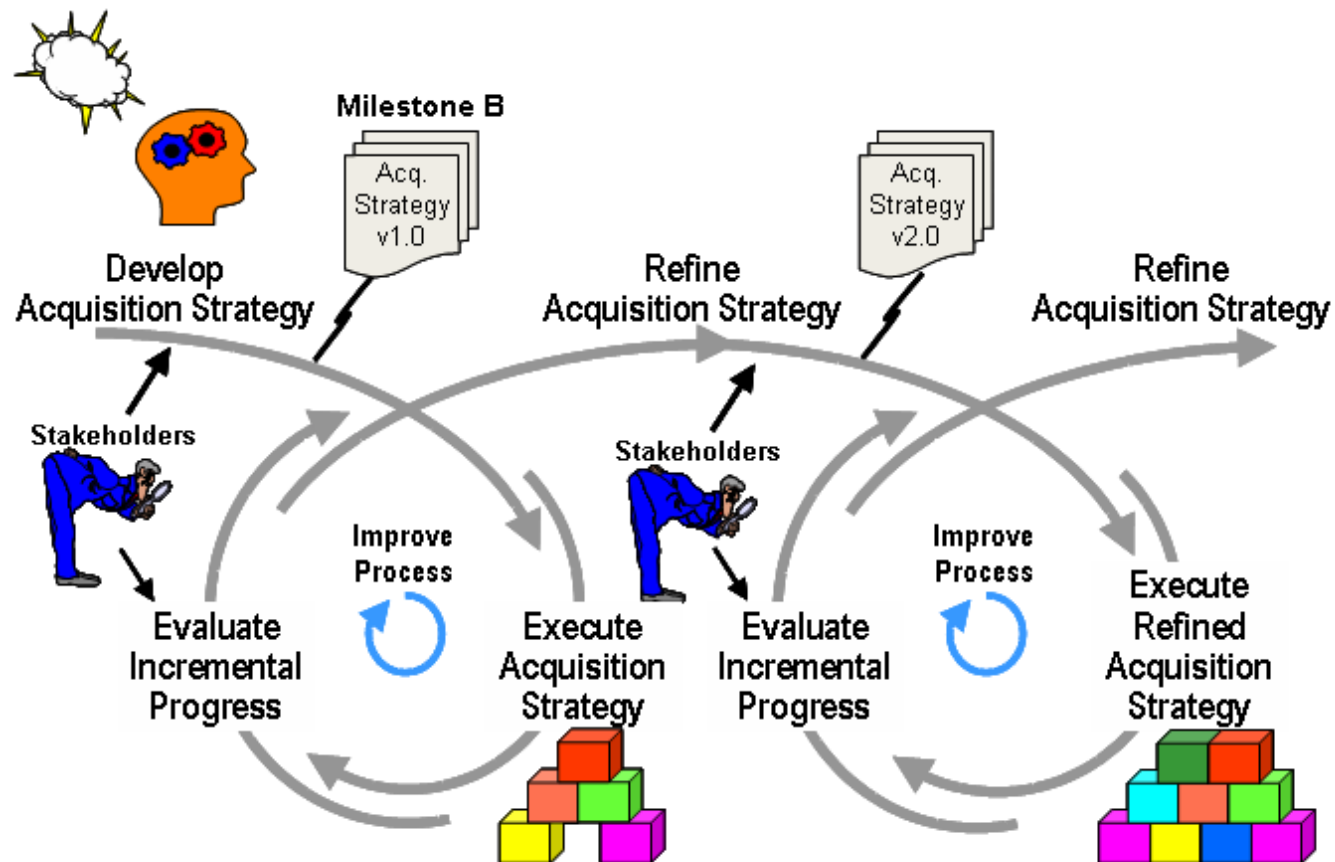 Milestone B
Acq.
Strategy
v1.0
Acq.
Strategy
v2.0
Develop
Acquisition Strategy
Refine
Acquisition Strategy
Refine
Acquisition Strategy
Stakeholders
Stakeholders
Improve
Process
Improve
Process
Evaluate
Incremental
Progress
Execute
Acquisition
Strategy
Evaluate
Incremental
Progress
Execute
Refined
Acquisition
Strategy